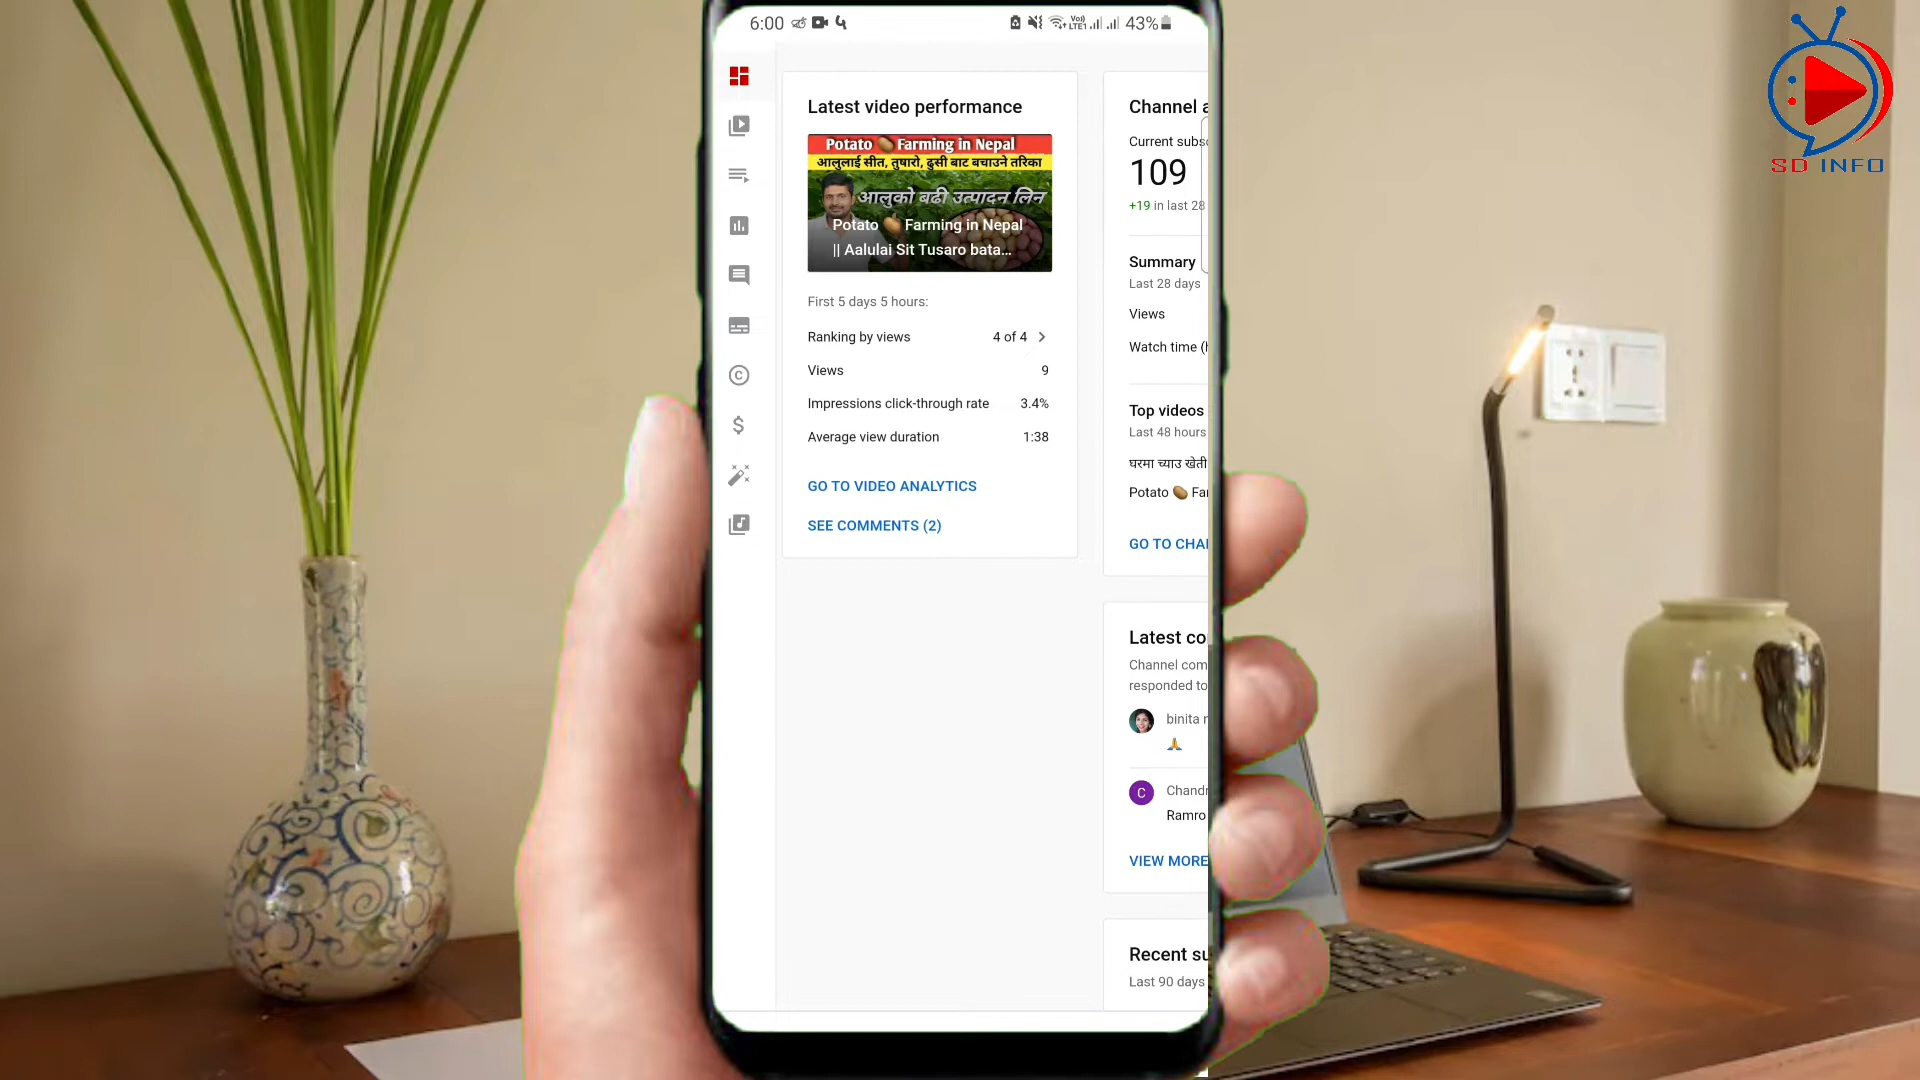 6:00
Vo)
LTE1
43%
SD INFO
Latest video performance
Potato 🥔 Farming in Nepal
आलुलाई सीत, तुषारो, ढुसी बाट बचाउने तरिका
आलुको बढी उत्पादन लिन
Potato 🥔 Farming in Nepal
|| Aalulai Sit Tusaro bata...
First 5 days 5 hours:
Ranking by views 4 of 4
Views 9
Impressions click-through rate 3.4%
Average view duration 1:38
GO TO VIDEO ANALYTICS
SEE COMMENTS (2)
Channel a
Current subs
109
+19 in last 28
Summary
Last 28 days
Views
Watch time (
Top videos
Last 48 hours
घरमा च्याउ खेती
Potato 🥔 Fa
GO TO CHA
Latest co
Channel com
responded to
binita
🙏
C
Chand
Ramro
VIEW MORE
Recent su
Last 90 days